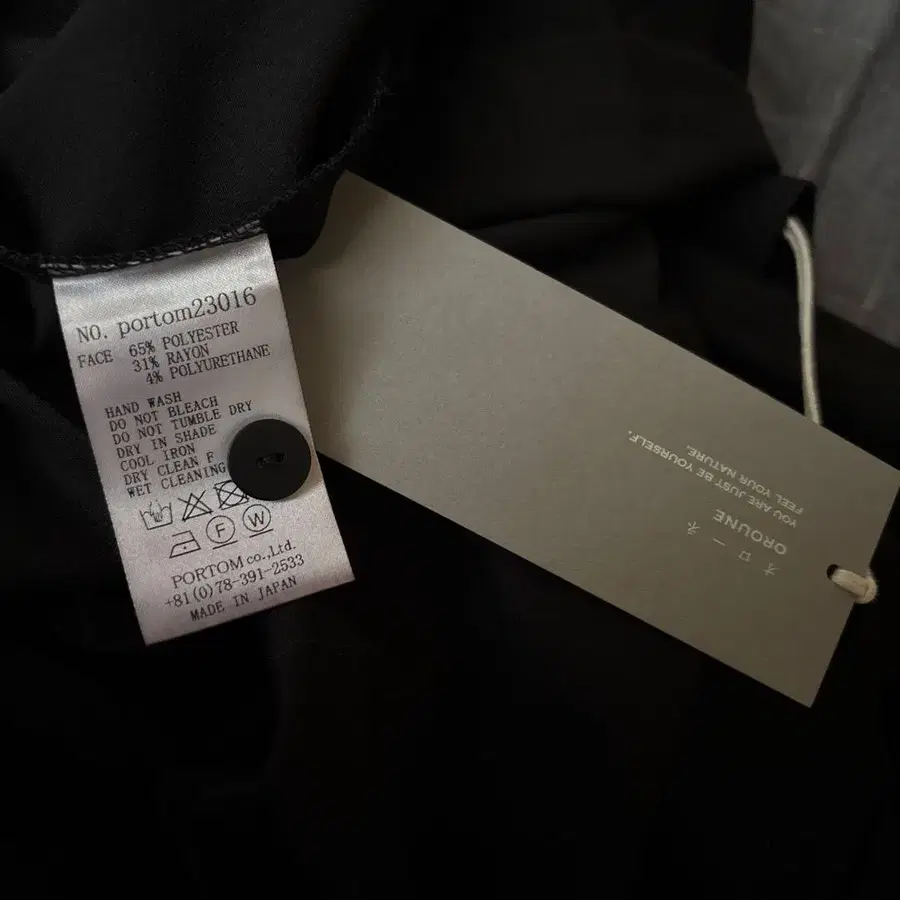 NO. portom23016
FACE 65% POLYESTER
31% RAYON
4% POLYURETHANE
HAND WASH
DO NOT BLEACH
DO NOT TUMBLE DRY
DRY IN SHADE
COOL IRON
DRY CLEAN F
WET CLEANING
F W
PORTOM co.,Ltd.
+81(0)78-391-2533
MADE IN JAPAN
オローネ
OROUNE
YOU ARE JUST BE YOURSELF.
FEEL YOUR NATURE.